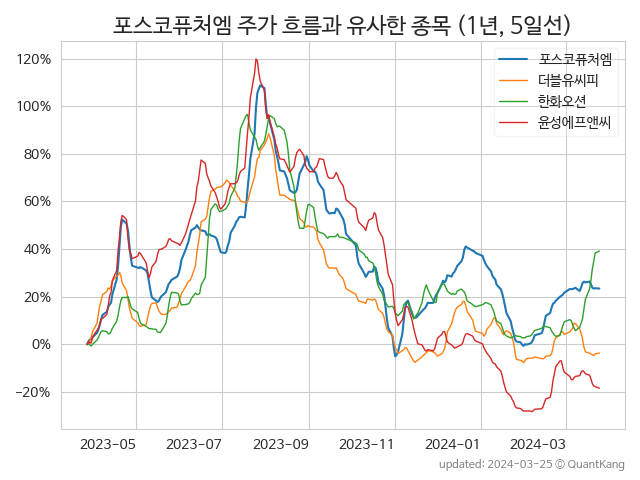 포스코퓨처엠 주가 흐름과 유사한 종목 (1년, 5일선)
120%
100%
80%
60%
40%
20%
0%
−20%
포스코퓨처엠
더블유씨피
한화오션
윤성에프앤씨
2023-05 2023-07 2023-09 2023-11 2024-01 2024-03
updated: 2024-03-25 © QuantKang